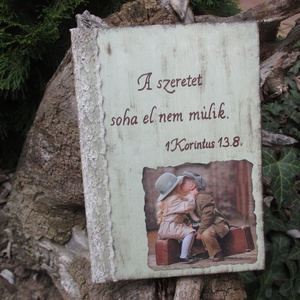 A szeretet
soha el nem múlik.
1Korintus 13.8.